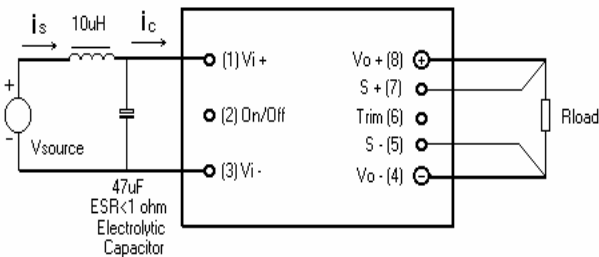 is
10uH
ic
+
-
Vsource
47uF
ESR<1 ohm
Electrolytic
Capacitor
(1) Vi +
(2) On/Off
(3) Vi -
Vo + (8)
S + (7)
Trim (6)
S - (5)
Vo - (4)
+
-
Rload